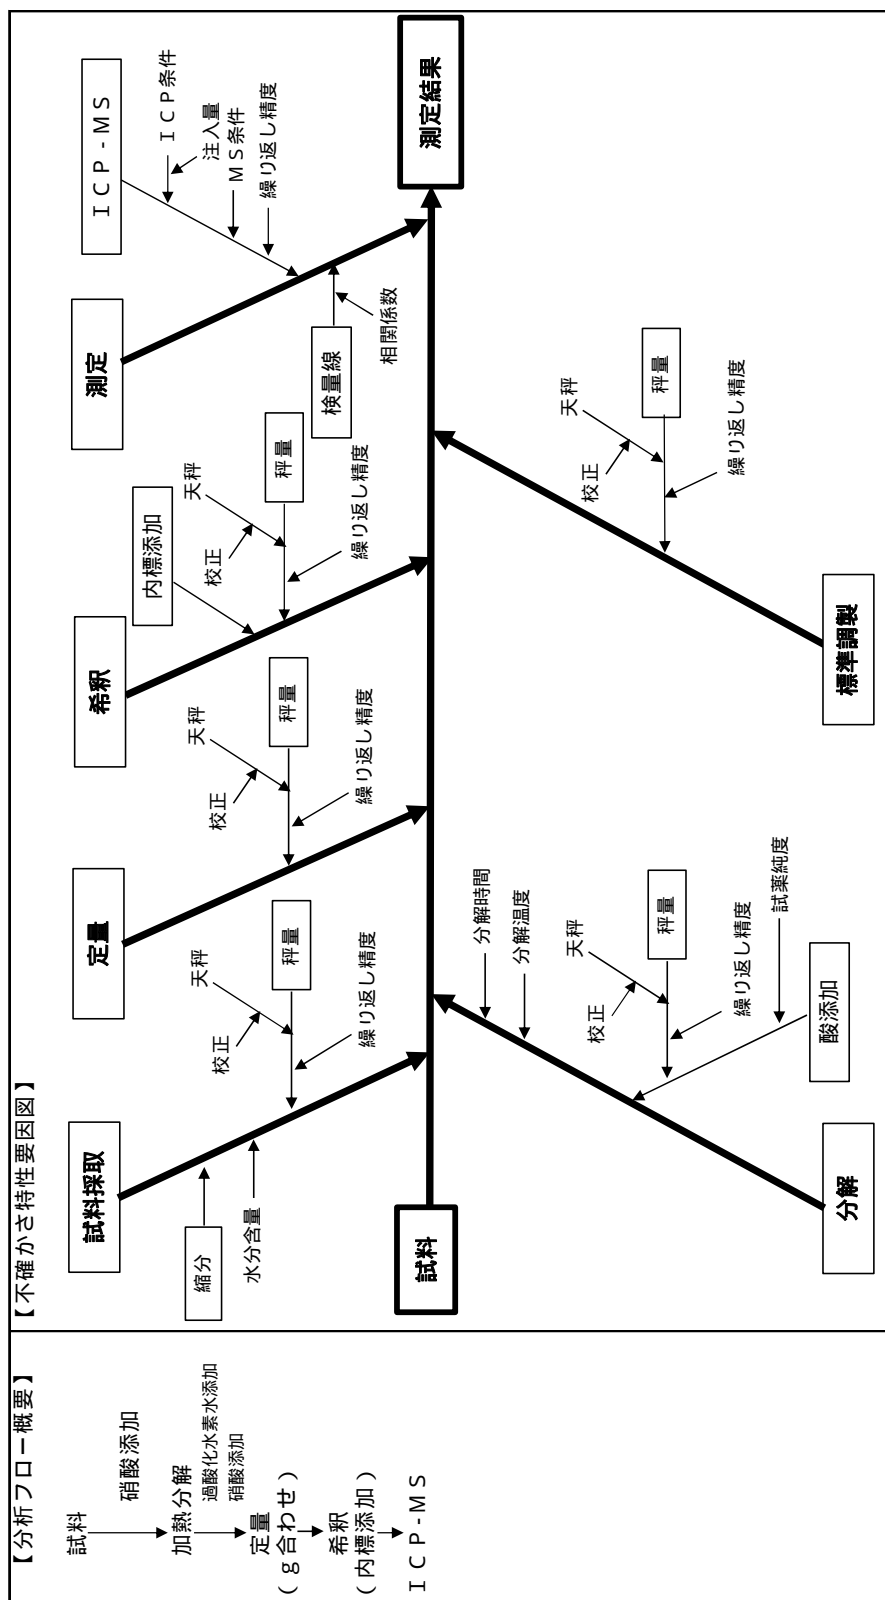 【分析フロー概要】
試料
硝酸添加
加熱分解
過酸化水素水添加
硝酸添加
定量
(g合わせ)
希釈
(内標添加)
ICP-MS
【不確かさ特性要因図】
試料採取
縮分
水分含量
校正
天秤
秤量
繰り返し精度
定量
校正
天秤
秤量
繰り返し精度
希釈
内標添加
校正
天秤
秤量
繰り返し精度
測定
ICP-MS
ICP条件
注入量
MS条件
繰り返し精度
検量線
相関係数
試料
測定結果
分解時間
分解温度
校正
天秤
秤量
繰り返し精度
試薬純度
酸添加
分解
校正
天秤
秤量
繰り返し精度
標準調製